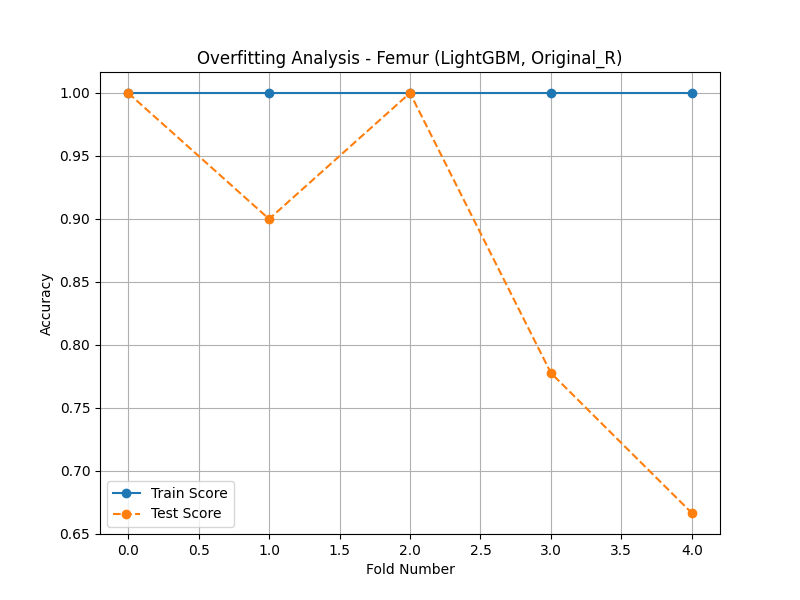 Overfitting Analysis - Femur (LightGBM, Original_R)
1.00
0.95
0.90
0.85
0.80
0.75
0.70
0.65
Accuracy
Train Score
Test Score
0.0 0.5 1.0 1.5 2.0 2.5 3.0 3.5 4.0
Fold Number